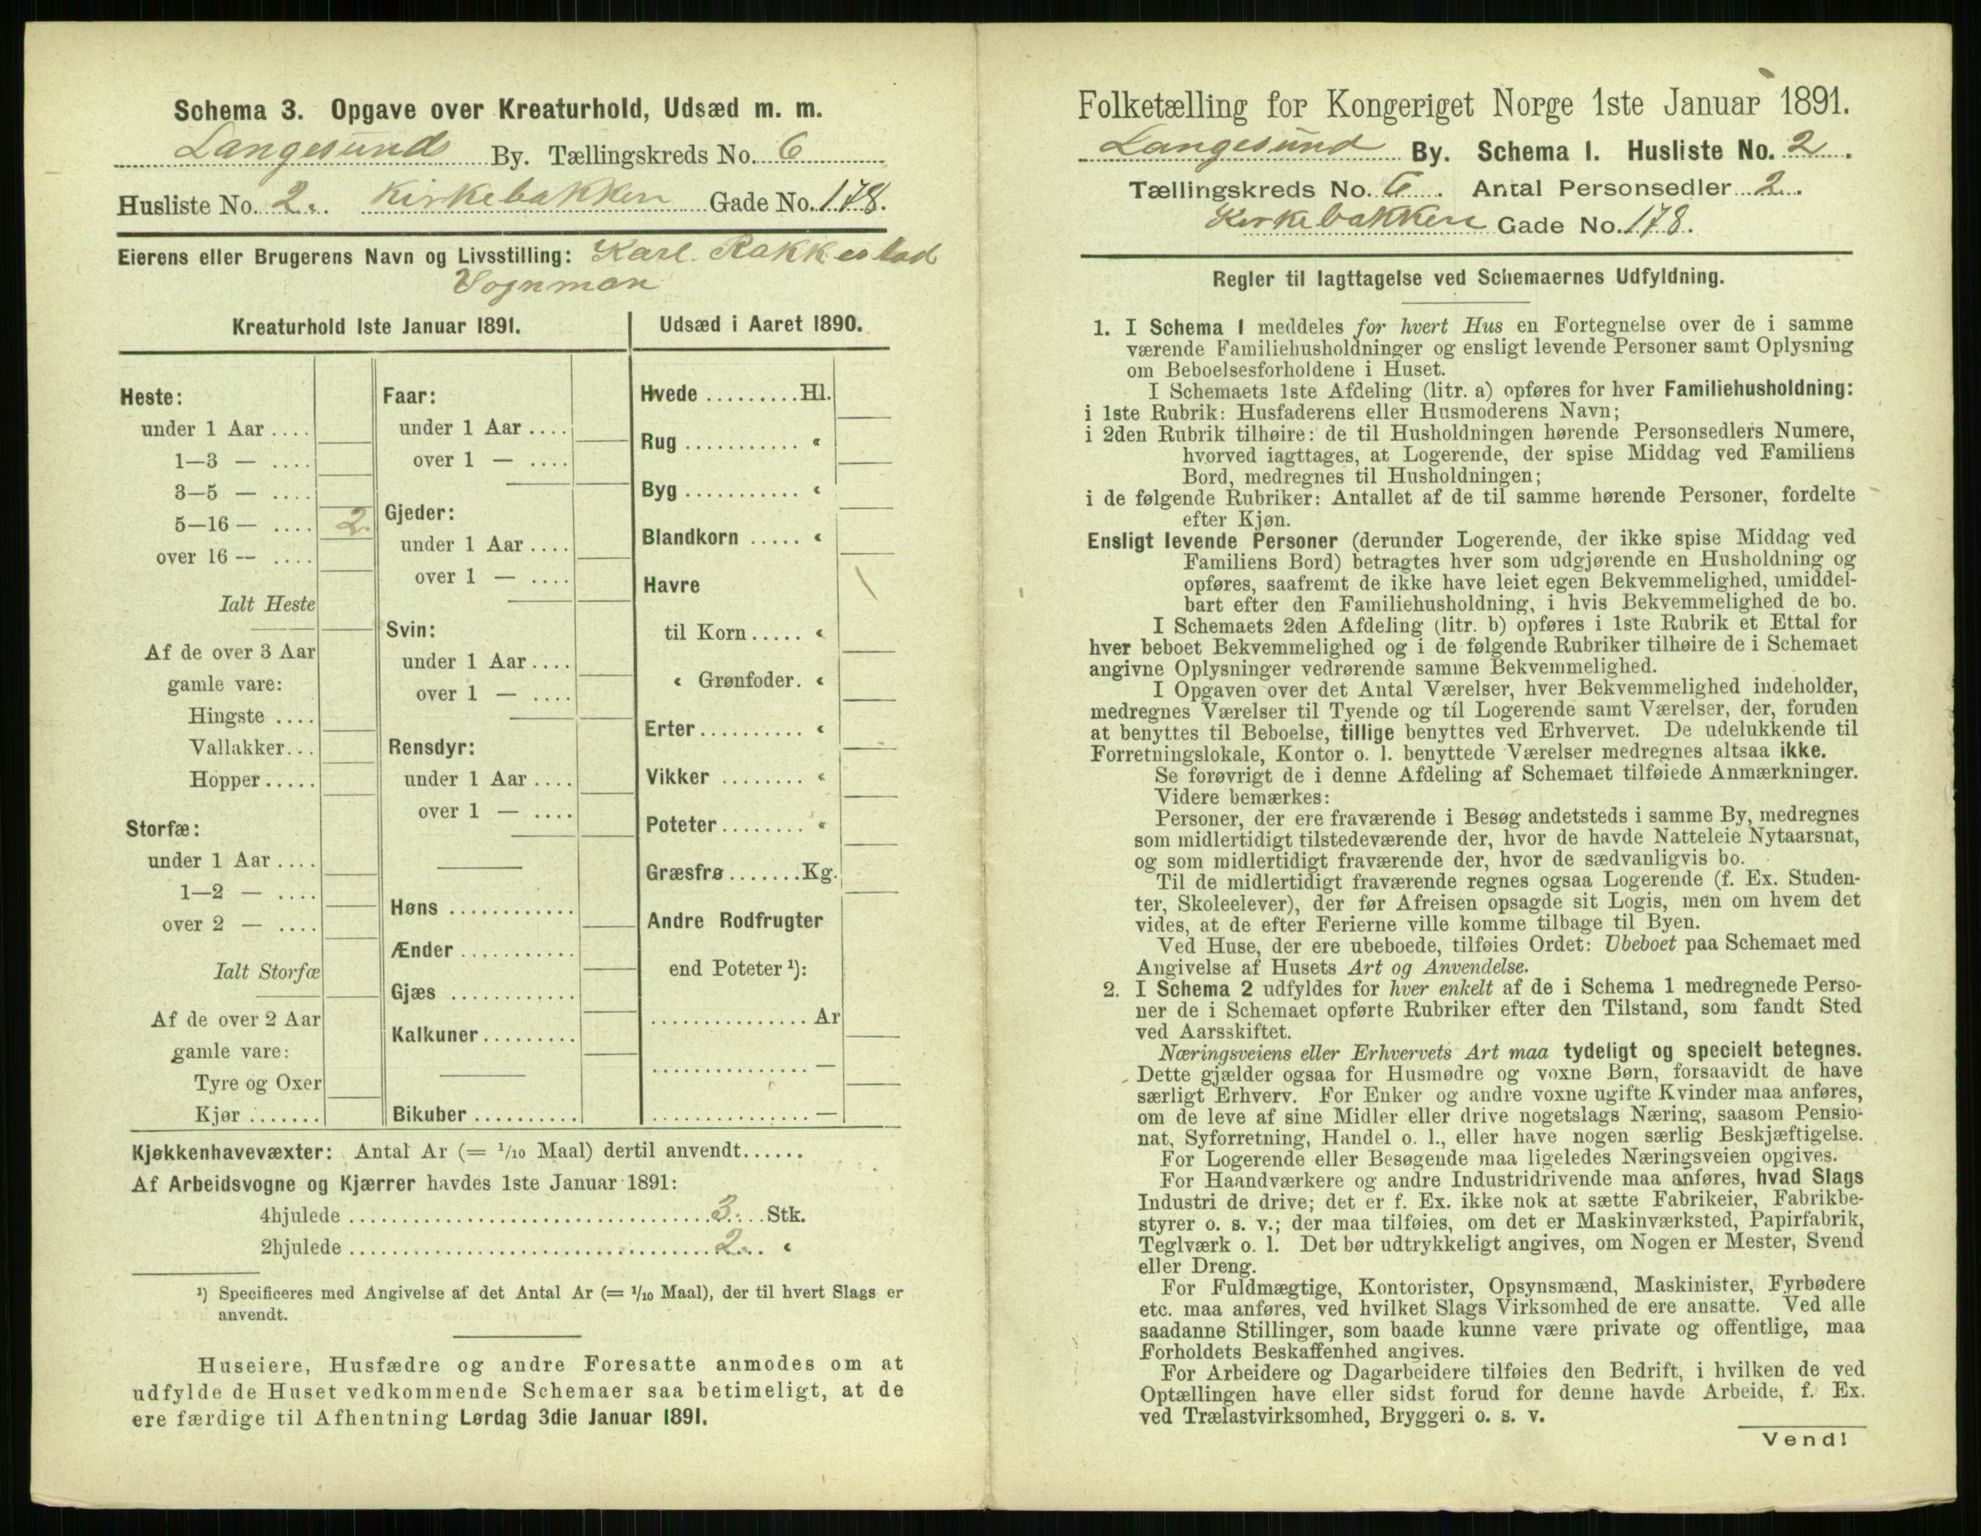 Schema 3. Opgave over Kreaturhold, Udsæd m. m.
Langesund By. Tællingskreds No. 6
Husliste No. 2. Kirkebakken Gade No. 178.
Eierens eller Brugerens Navn og Livsstilling: Karl Rakkestad
Vognman
Kreaturhold 1ste Januar 1891.
Heste:
under 1 Aar ....
1—3 — ....
3—5 — ....
5—16 — .... 2.
over 16 — ....
Ialt Heste
Af de over 3 Aar
gamle vare:
Hingste ....
Vallakker...
Hopper.....
Storfæ:
under 1 Aar ....
1—2 — ....
over 2 — ....
Ialt Storfæ
Af de over 2 Aar
gamle vare:
Tyre og Oxer
Kjør .......
Faar:
under 1 Aar ....
over 1 — ....
Gjeder:
under 1 Aar ....
over 1 — ....
Svin:
under 1 Aar ....
over 1 — ....
Rensdyr:
under 1 Aar ....
over 1 — ....
Høns ............
Ænder ...........
Gjæs ............
Kalkuner.........
Bikuber ..........
Udsæd i Aaret 1890.
Hvede .........Hl.
Rug ........... «
Byg ........... «
Blandkorn ..... «
Havre
til Korn ..... «
« Grønfoder. «
Erter.......... «
Vikker ........ «
Poteter........ «
Græsfrø.......Kg.
Andre Rodfrugter
end Poteter ¹):
............... Ar
............... —
............... —
Kjøkkenhavevæxter: Antal Ar (= 1/10 Maal) dertil anvendt......
Af Arbeidsvogne og Kjærrer havdes 1ste Januar 1891:
4hjulede .................................. 3. Stk.
2hjulede .................................. 2. «
¹) Specificeres med Angivelse af det Antal Ar (= 1/10 Maal), der til hvert Slags er
anvendt.
Huseiere, Husfædre og andre Foresatte anmodes om at
udfylde de Huset vedkommende Schemaer saa betimeligt, at de
ere færdige til Afhentning Lørdag 3die Januar 1891.
Folketælling for Kongeriget Norge 1ste Januar 1891.
Langesund By. Schema 1. Husliste No. 2.
Tællingskreds No. 6. Antal Personsedler 2.
Kirkebakken Gade No. 178.
Regler til Iagttagelse ved Schemaernes Udfyldning.
1. I Schema 1 meddeles for hvert Hus en Fortegnelse over de i samme
værende Familiehusholdninger og ensligt levende Personer samt Oplysning
om Beboelsesforholdene i Huset.
I Schemaets 1ste Afdeling (litr. a) opføres for hver Familiehusholdning:
i 1ste Rubrik: Husfaderens eller Husmoderens Navn;
i 2den Rubrik tilhøire: de til Husholdningen hørende Personsedlers Numere,
hvorved iagttages, at Logerende, der spise Middag ved Familiens
Bord, medregnes til Husholdningen;
i de følgende Rubriker: Antallet af de til samme hørende Personer, fordelte
efter Kjøn.
Ensligt levende Personer (derunder Logerende, der ikke spise Middag ved
Familiens Bord) betragtes hver som udgjørende en Husholdning og
opføres, saafremt de ikke have leiet egen Bekvemmelighed, umiddel-
bart efter den Familiehusholdning, i hvis Bekvemmelighed de bo.
I Schemaets 2den Afdeling (litr. b) opføres i 1ste Rubrik et Ettal for
hver beboet Bekvemmelighed og i de følgende Rubriker tilhøire de i Schemaet
angivne Oplysninger vedrørende samme Bekvemmelighed.
I Opgaven over det Antal Værelser, hver Bekvemmelighed indeholder,
medregnes Værelser til Tyende og til Logerende samt Værelser, der, foruden
at benyttes til Beboelse, tillige benyttes ved Erhvervet. De udelukkende til
Forretningslokale, Kontor o. l. benyttede Værelser medregnes altsaa ikke.
Se forøvrigt de i denne Afdeling af Schemaet tilføiede Anmærkninger.
Videre bemærkes:
Personer, der ere fraværende i Besøg andetsteds i samme By, medregnes
som midlertidigt tilstedeværende der, hvor de havde Natteleie Nytaarsnat,
og som midlertidigt fraværende der, hvor de sædvanligvis bo.
Til de midlertidigt fraværende regnes ogsaa Logerende (f. Ex. Studen-
ter, Skoleelever), der før Afreisen opsagde sit Logis, men om hvem det
vides, at de efter Ferierne ville komme tilbage til Byen.
Ved Huse, der ere ubeboede, tilføies Ordet: Ubeboet paa Schemaet med
Angivelse af Husets Art og Anvendelse.
2. I Schema 2 udfyldes for hver enkelt af de i Schema 1 medregnede Perso-
ner de i Schemaet opførte Rubriker efter den Tilstand, som fandt Sted
ved Aarsskiftet.
Næringsveiens eller Erhvervets Art maa tydeligt og specielt betegnes.
Dette gjælder ogsaa for Husmødre og voxne Børn, forsaavidt de have
særligt Erhverv. For Enker og andre voxne ugifte Kvinder maa anføres,
om de leve af sine Midler eller drive nogetslags Næring, saasom Pensio-
nat, Syforretning, Handel o. l., eller have nogen særlig Beskjæftigelse.
For Logerende eller Besøgende maa ligeledes Næringsveien opgives.
For Haandværkere og andre Industridrivende maa anføres, hvad Slags
Industri de drive; det er f. Ex. ikke nok at sætte Fabrikeier, Fabrikbe-
styrer o. s. v.; der maa tilføies, om det er Maskinværksted, Papirfabrik,
Teglværk o. l. Det bør udtrykkeligt angives, om Nogen er Mester, Svend
eller Dreng.
For Fuldmægtige, Kontorister, Opsynsmænd, Maskinister, Fyrbødere
etc. maa anføres, ved hvilket Slags Virksomhed de ere ansatte. Ved alle
saadanne Stillinger, som baade kunne være private og offentlige, maa
Forholdets Beskaffenhed angives.
For Arbeidere og Dagarbeidere tilføies den Bedrift, i hvilken de ved
Optællingen have eller sidst forud for denne havde Arbeide, f. Ex.
ved Trælastvirksomhed, Bryggeri o. s. v.
Vend!